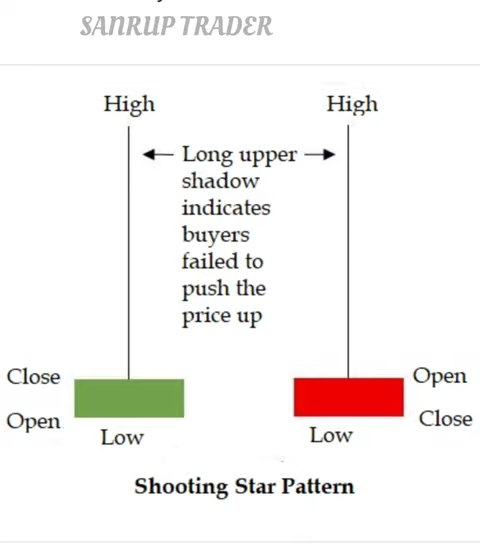 SANRUP TRADER
High
High
Long upper
shadow
indicates
buyers
failed to
push the
price up
Close
Open
Open
Close
Low
Low
Shooting Star Pattern